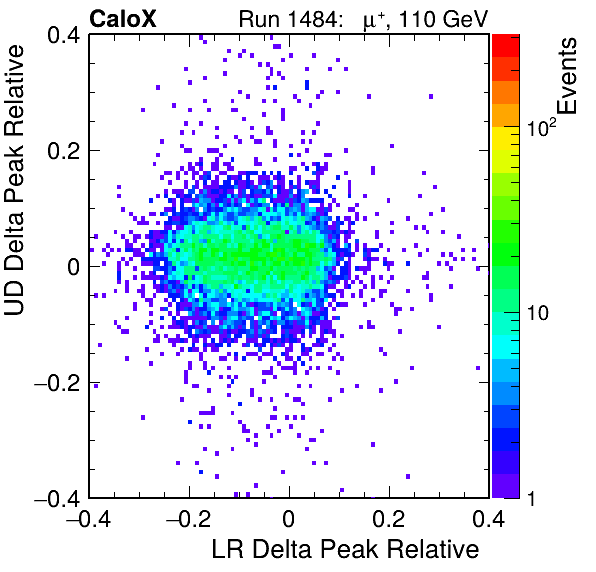 CaloX Run 1484: μ⁺, 110 GeV
UD Delta Peak Relative
0.4
0.2
0
−0.2
−0.4
−0.4 −0.2 0 0.2 0.4
LR Delta Peak Relative
Events
10²
10
1